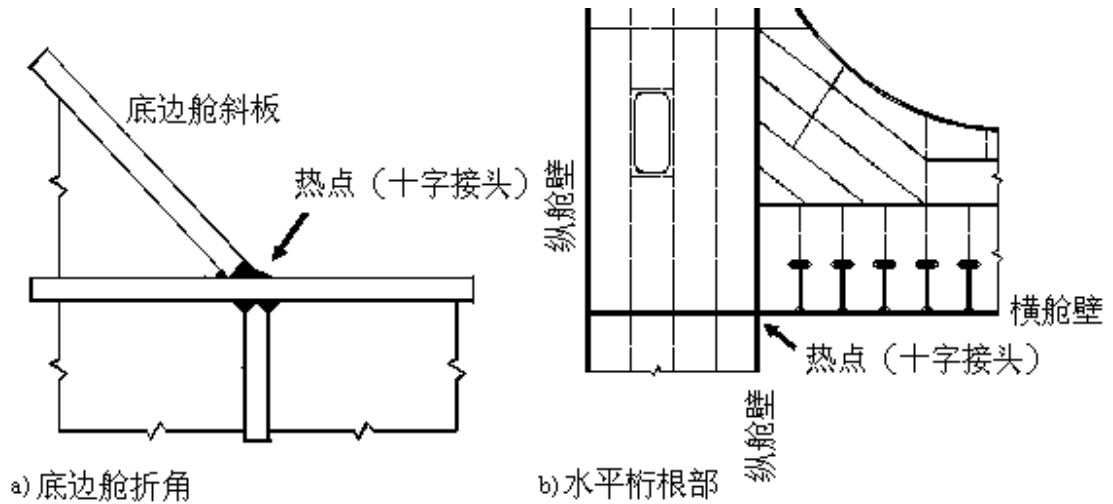 底边舱斜板
热点（十字接头）
a)底边舱折角
纵舱壁
横舱壁
热点（十字接头）
纵舱壁
b)水平桁根部